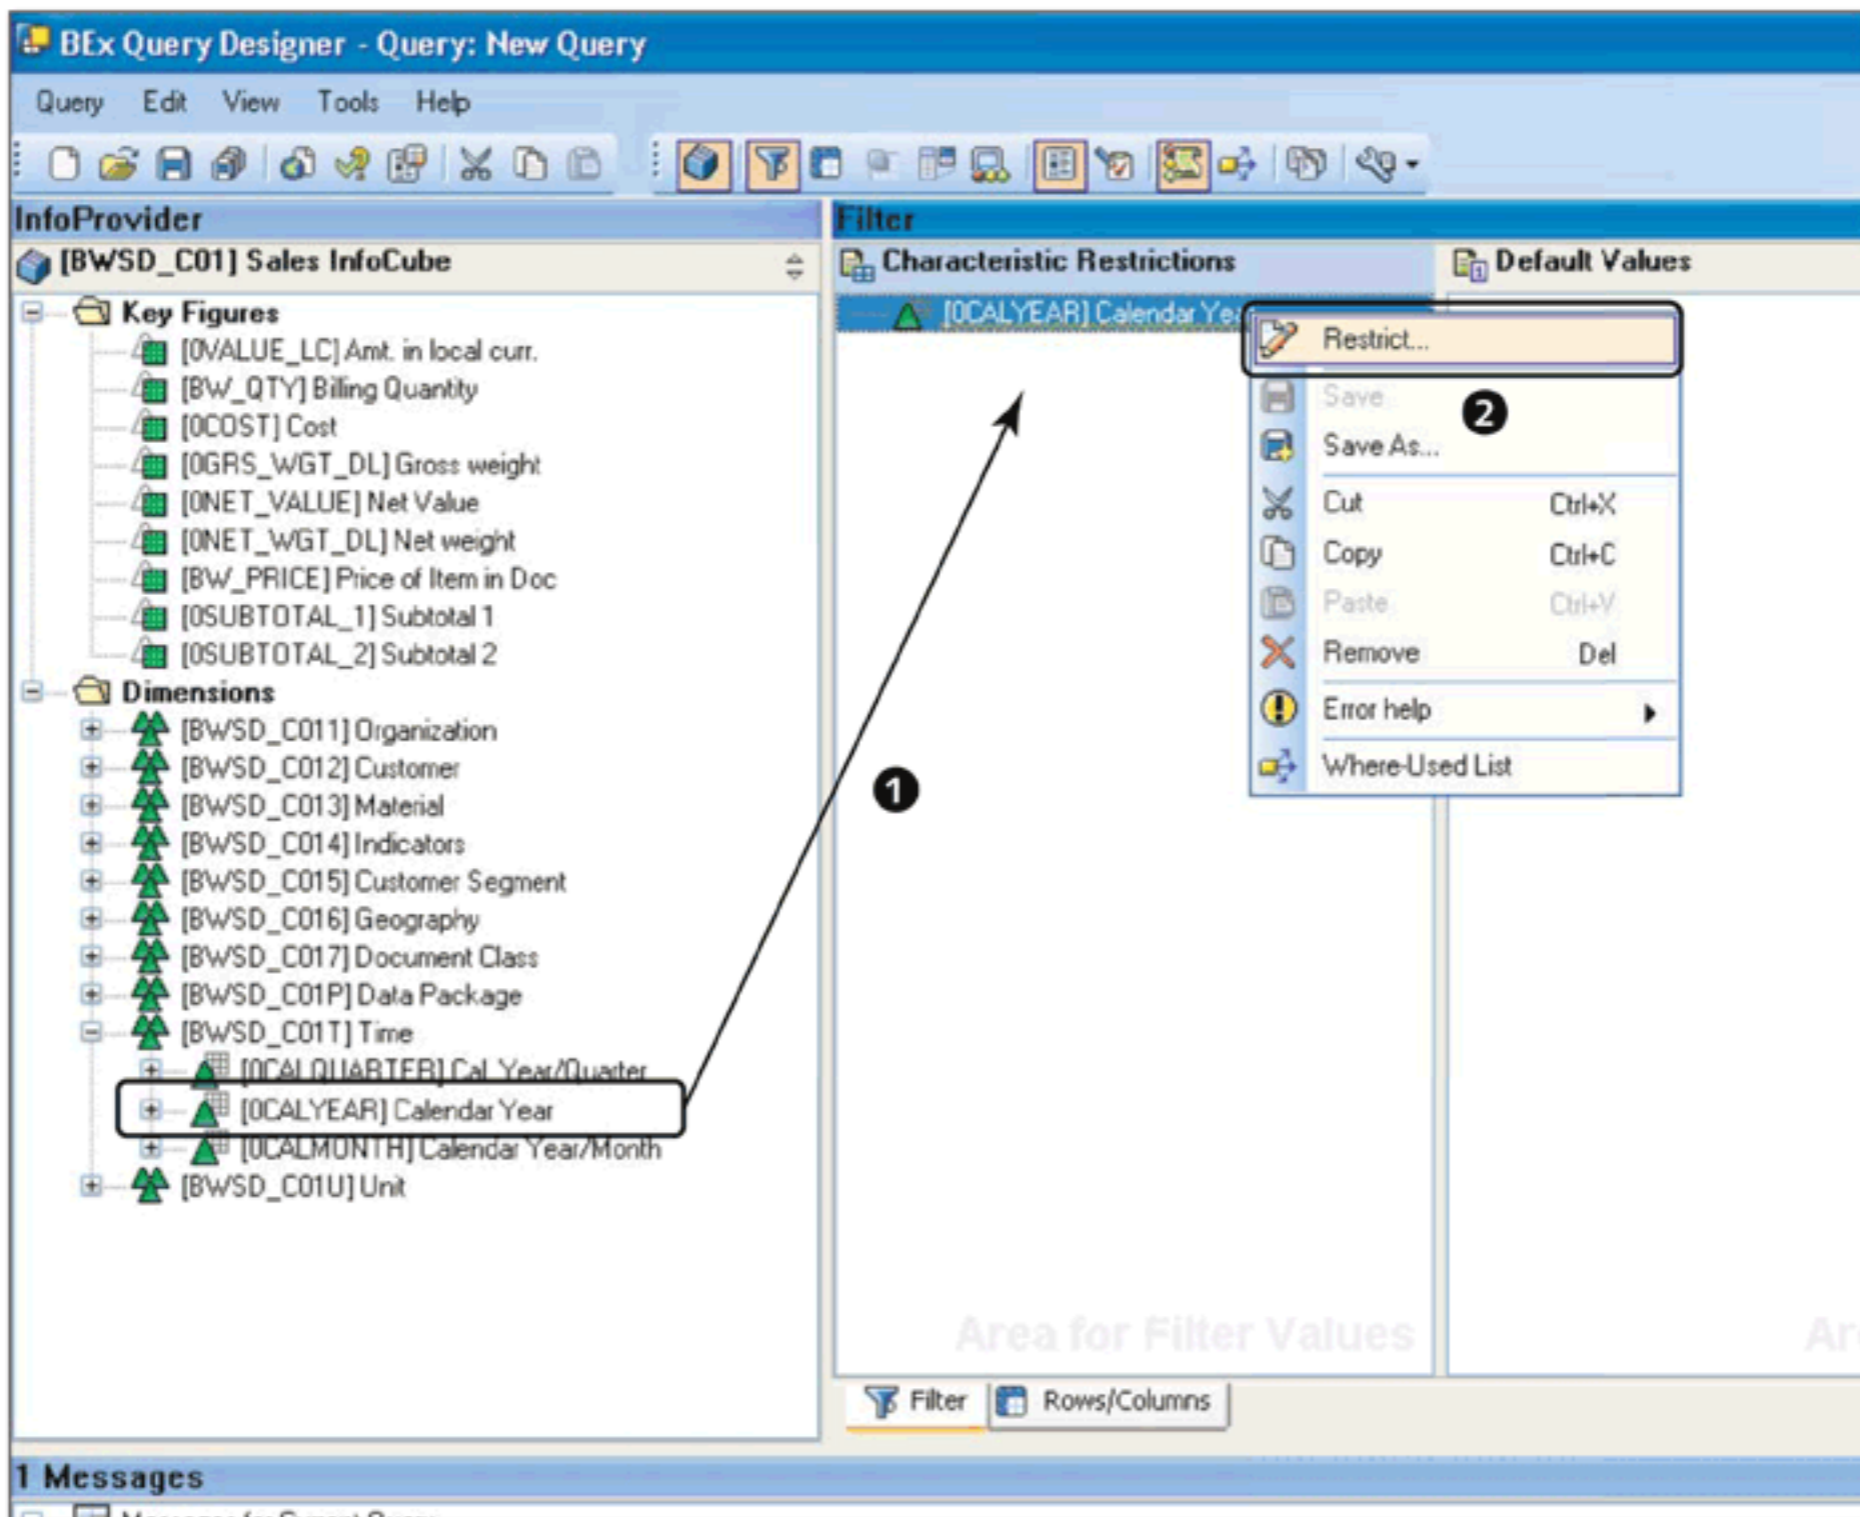 BEx Query Designer - Query: New Query
Query Edit View Tools Help
InfoProvider
[BWSD_C01] Sales InfoCube
Key Figures
[0VALUE_LC] Amt. in local curr.
[BW_QTY] Billing Quantity
[0COST] Cost
[0GRS_WGT_DL] Gross weight
[0NET_VALUE] Net Value
[0NET_WGT_DL] Net weight
[BW_PRICE] Price of Item in Doc
[0SUBTOTAL_1] Subtotal 1
[0SUBTOTAL_2] Subtotal 2
Dimensions
[BWSD_C011] Organization
[BWSD_C012] Customer
[BWSD_C013] Material
[BWSD_C014] Indicators
[BWSD_C015] Customer Segment
[BWSD_C016] Geography
[BWSD_C017] Document Class
[BWSD_C01P] Data Package
[BWSD_C01T] Time
[0CALQUARTER] Cal. Year/Quarter
[0CALYEAR] Calendar Year
[0CALMONTH] Calendar Year/Month
[BWSD_C01U] Unit
1
Filter
Characteristic Restrictions
[0CALYEAR] Calendar Yea
Default Values
Restrict...
Save
2
Save As...
Cut Ctrl+X
Copy Ctrl+C
Paste Ctrl+V
Remove Del
Error help
Where-Used List
Area for Filter Values
Ar
Filter Rows/Columns
1 Messages